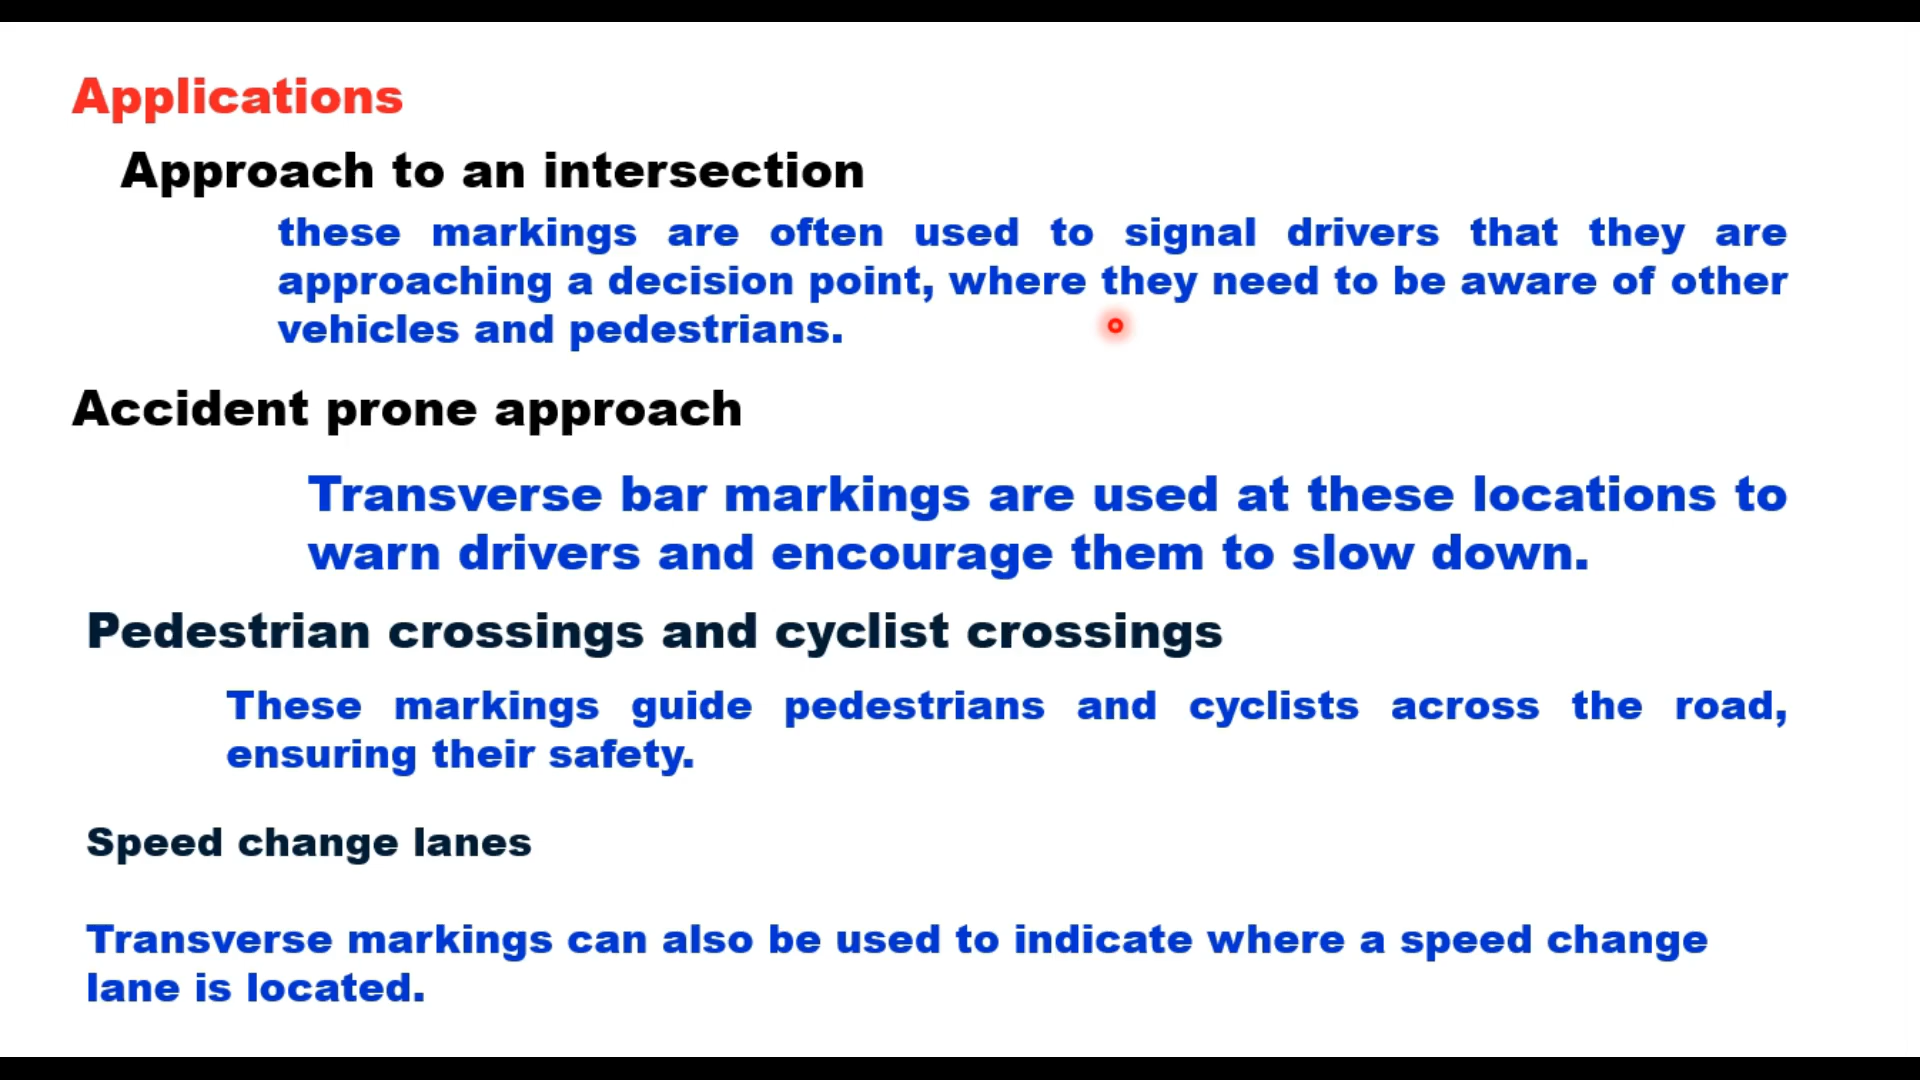 Applications
Approach to an intersection
these markings are often used to signal drivers that they are
approaching a decision point, where they need to be aware of other
vehicles and pedestrians.
Accident prone approach
Transverse bar markings are used at these locations to
warn drivers and encourage them to slow down.
Pedestrian crossings and cyclist crossings
These markings guide pedestrians and cyclists across the road,
ensuring their safety.
Speed change lanes
Transverse markings can also be used to indicate where a speed change
lane is located.